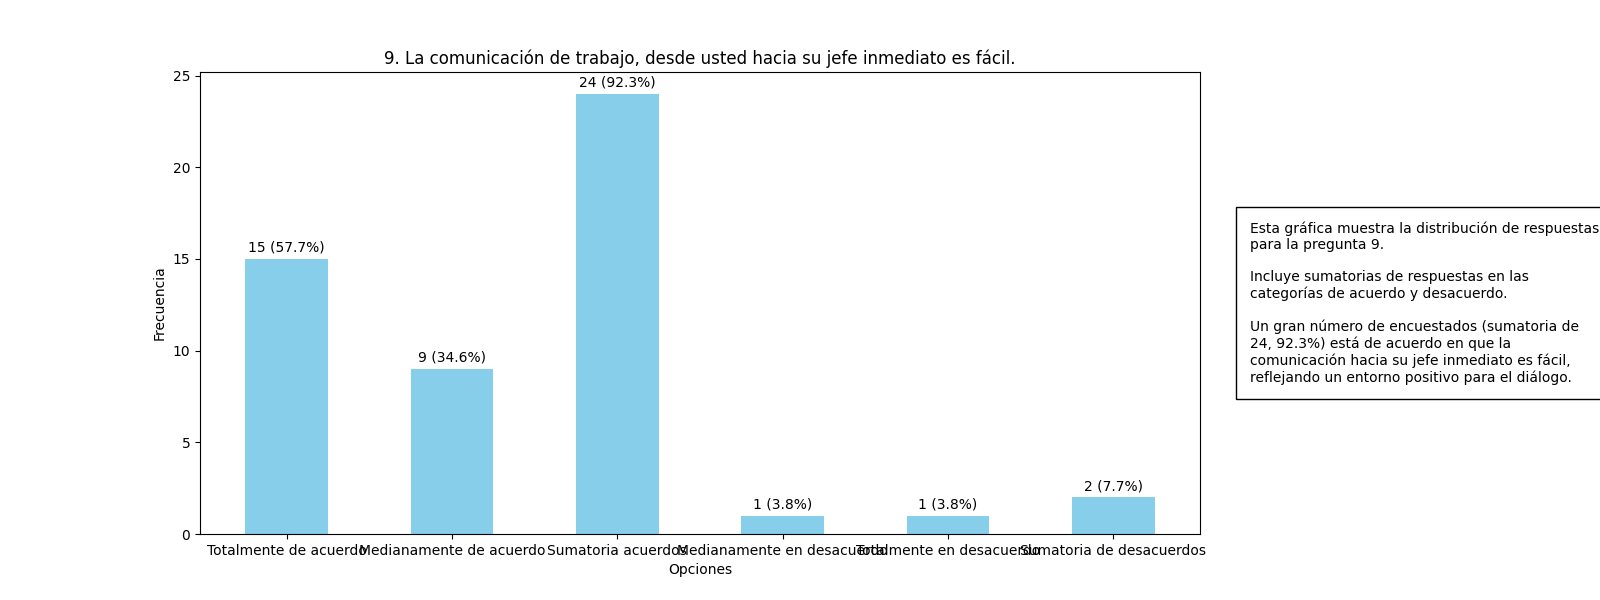 9. La comunicación de trabajo, desde usted hacia su jefe inmediato es fácil.
25
20
15
10
5
0
Frecuencia
15 (57.7%)
9 (34.6%)
24 (92.3%)
1 (3.8%)
1 (3.8%)
2 (7.7%)
Totalmente de acuerdo
Medianamente de acuerdo
Sumatoria acuerdos
Medianamente en desacuerdo
Totalmente en desacuerdo
Sumatoria de desacuerdos
Opciones
Esta gráfica muestra la distribución de respuestas
para la pregunta 9.
Incluye sumatorias de respuestas en las
categorías de acuerdo y desacuerdo.
Un gran número de encuestados (sumatoria de
24, 92.3%) está de acuerdo en que la
comunicación hacia su jefe inmediato es fácil,
reflejando un entorno positivo para el diálogo.